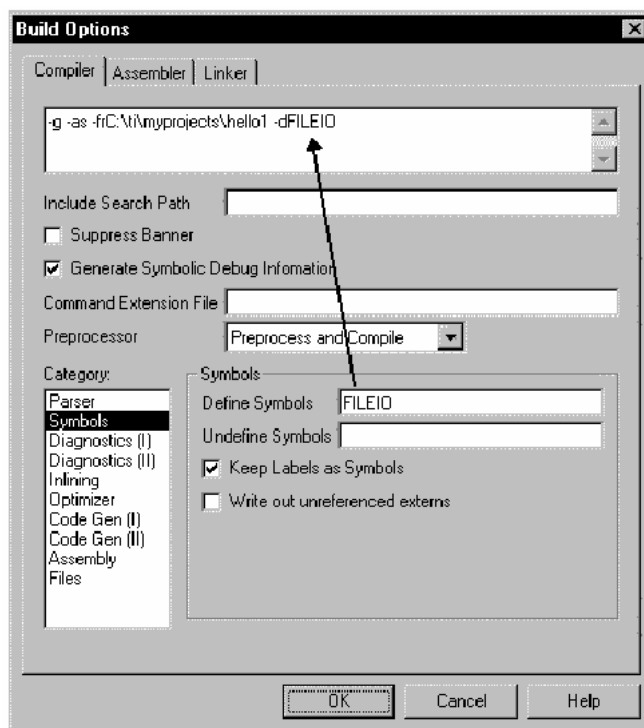 Build Options
Compiler Assembler Linker
-g -as -frC:\ti\myprojects\hello1 -dFILEIO
Include Search Path
Suppress Banner
Generate Symbolic Debug Infomation
Command Extension File
Preprocessor Preprocess and Compile
Category: Symbols
Parser
Symbols
Diagnostics (I)
Diagnostics (II)
Inlining
Optimizer
Code Gen (I)
Code Gen (II)
Assembly
Files
Define Symbols FILEIO
Undefine Symbols
Keep Labels as Symbols
Write out unreferenced externs
OK Cancel Help